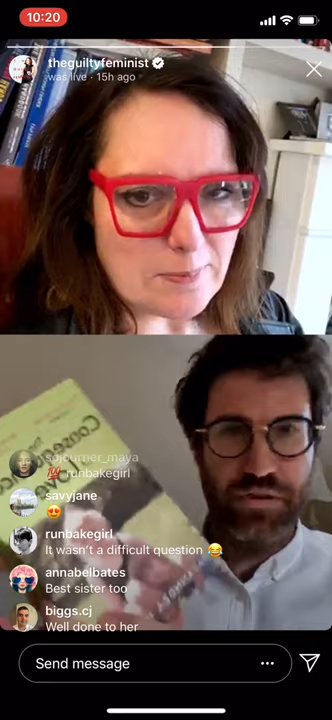 10:20
theguiltyfeminist
was live · 15h ago
sojourner_maya
💯 runbakegirl
savyjane
😍
runbakegirl
It wasn't a difficult question 😂
annabelbates
Best sister too
biggs.cj
Well done to her
Send message